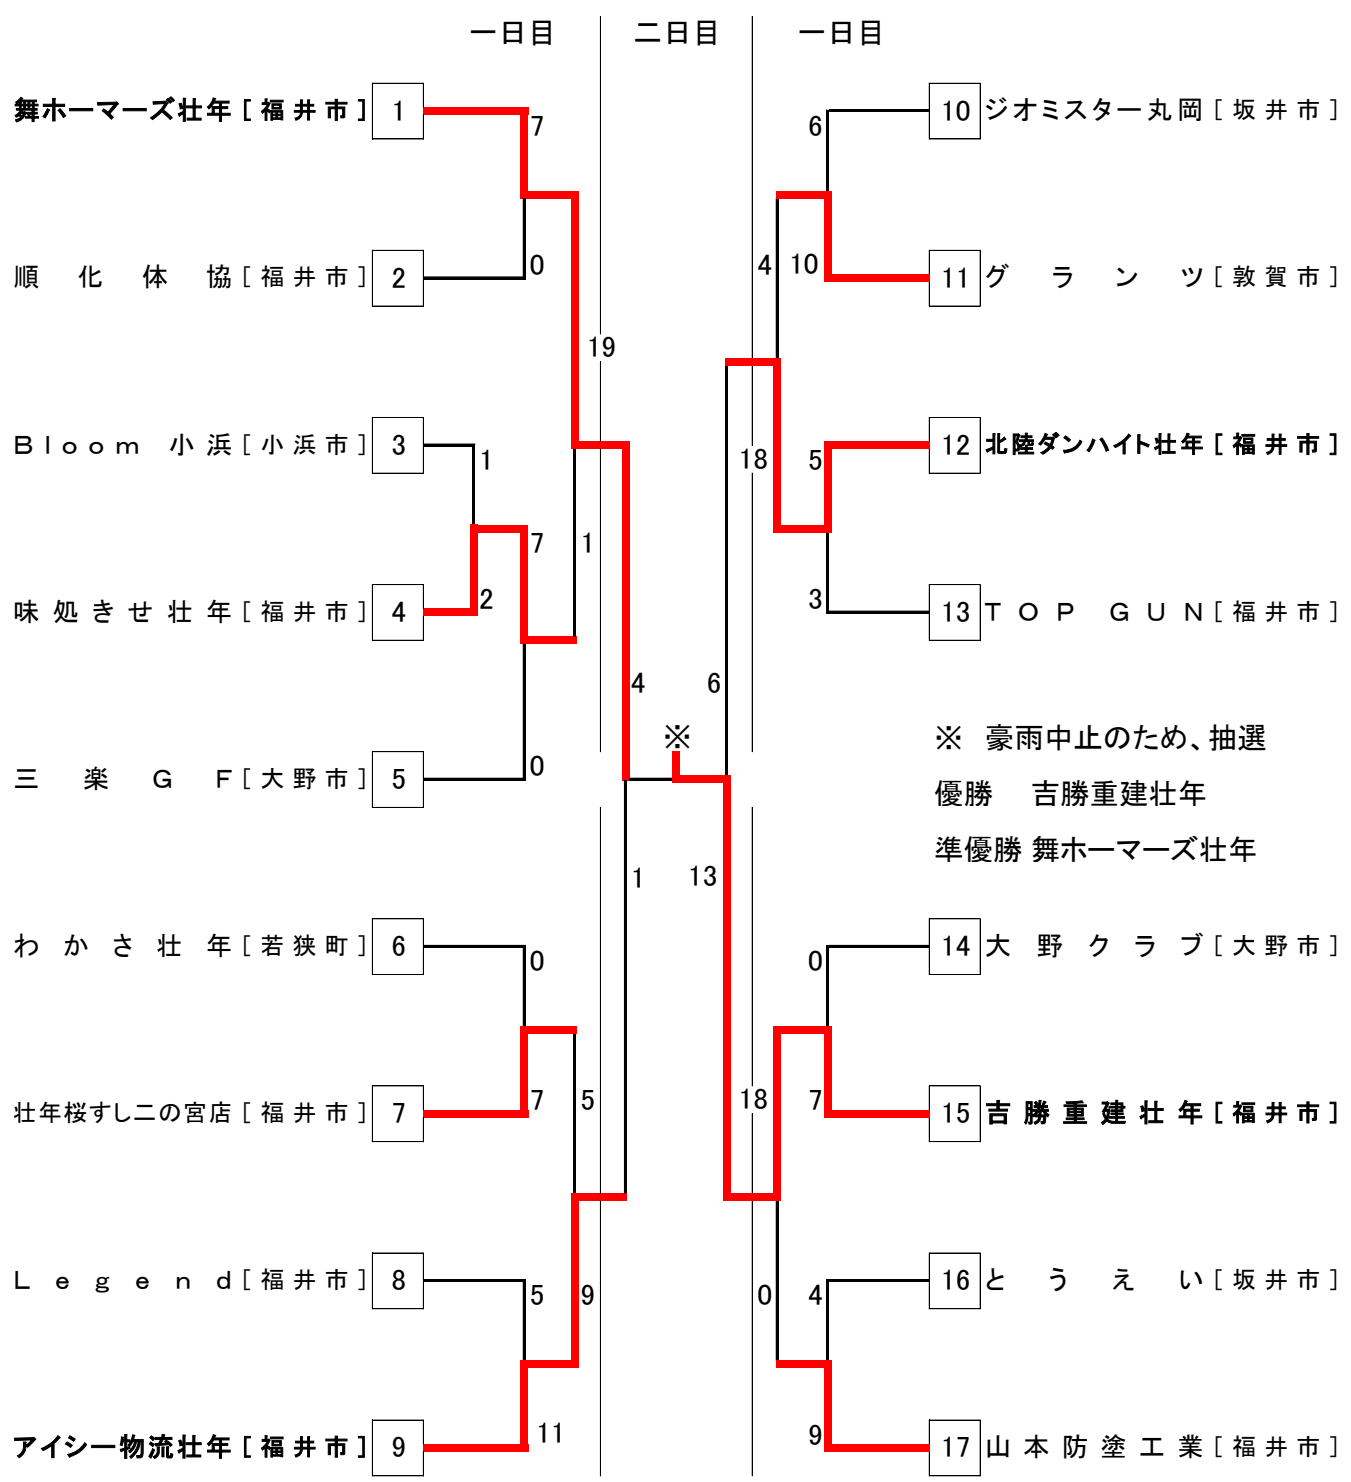 一日目 二日目 一日目
舞ホーマーズ壮年[福井市] 1 7 6 10 ジオミスター丸岡[坂井市]
順化体協[福井市] 2 0 4 10 11 グランツ[敦賀市]
19
Bloom 小浜[小浜市] 3 1 18 5 12 北陸ダンハイト壮年[福井市]
7 1
味処きせ壮年[福井市] 4 2 3 13 TOP GUN[福井市]
4 6
※ ※ 豪雨中止のため、抽選
三楽GF[大野市] 5 0 優勝 吉勝重建壮年
準優勝 舞ホーマーズ壮年
1 13
わかさ壮年[若狭町] 6 0 0 14 大野クラブ[大野市]
壮年桜すし二の宮店[福井市] 7 7 5 18 7 15 吉勝重建壮年[福井市]
Legend[福井市] 8 5 9 0 4 16 とうえい[坂井市]
アイシー物流壮年[福井市] 9 11 9 17 山本防塗工業[福井市]